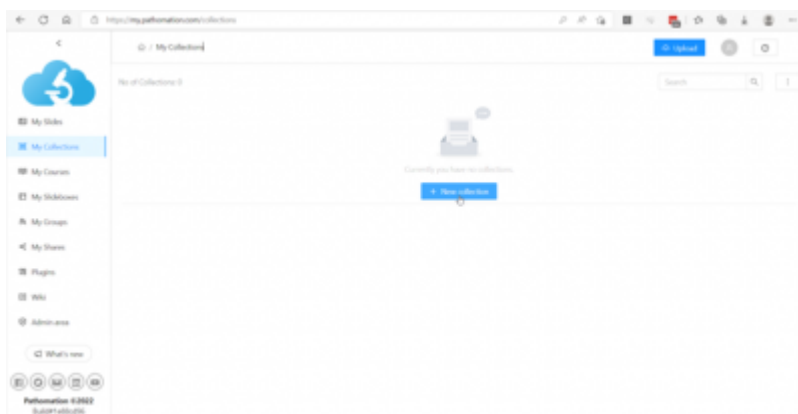 https://my.pathomation.com/collections
/ My Collections
Upload
No of Collections: 0
Search
My Slides
My Collections
My Courses
My Slideboxes
My Groups
My Shares
Plugins
Wiki
Admin area
Currently you have no collections.
+ New collection
What's new
Pathomation ©2022